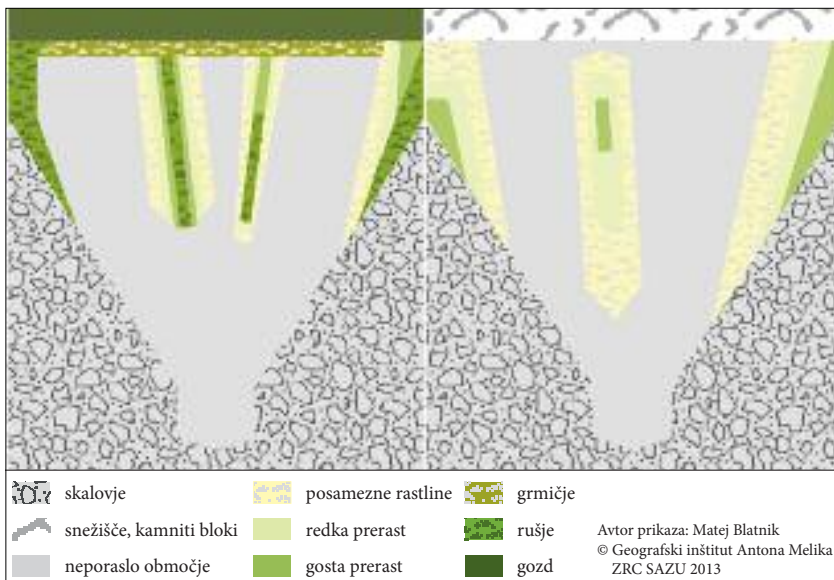 skalovje
snežišče, kamniti bloki
neporaslo območje
posamezne rastline
redka prerast
gosta prerast
grmičje
rušje
gozd
Avtor prikaza: Matej Blatnik
© Geografski inštitut Antona Melika
ZRC SAZU 2013